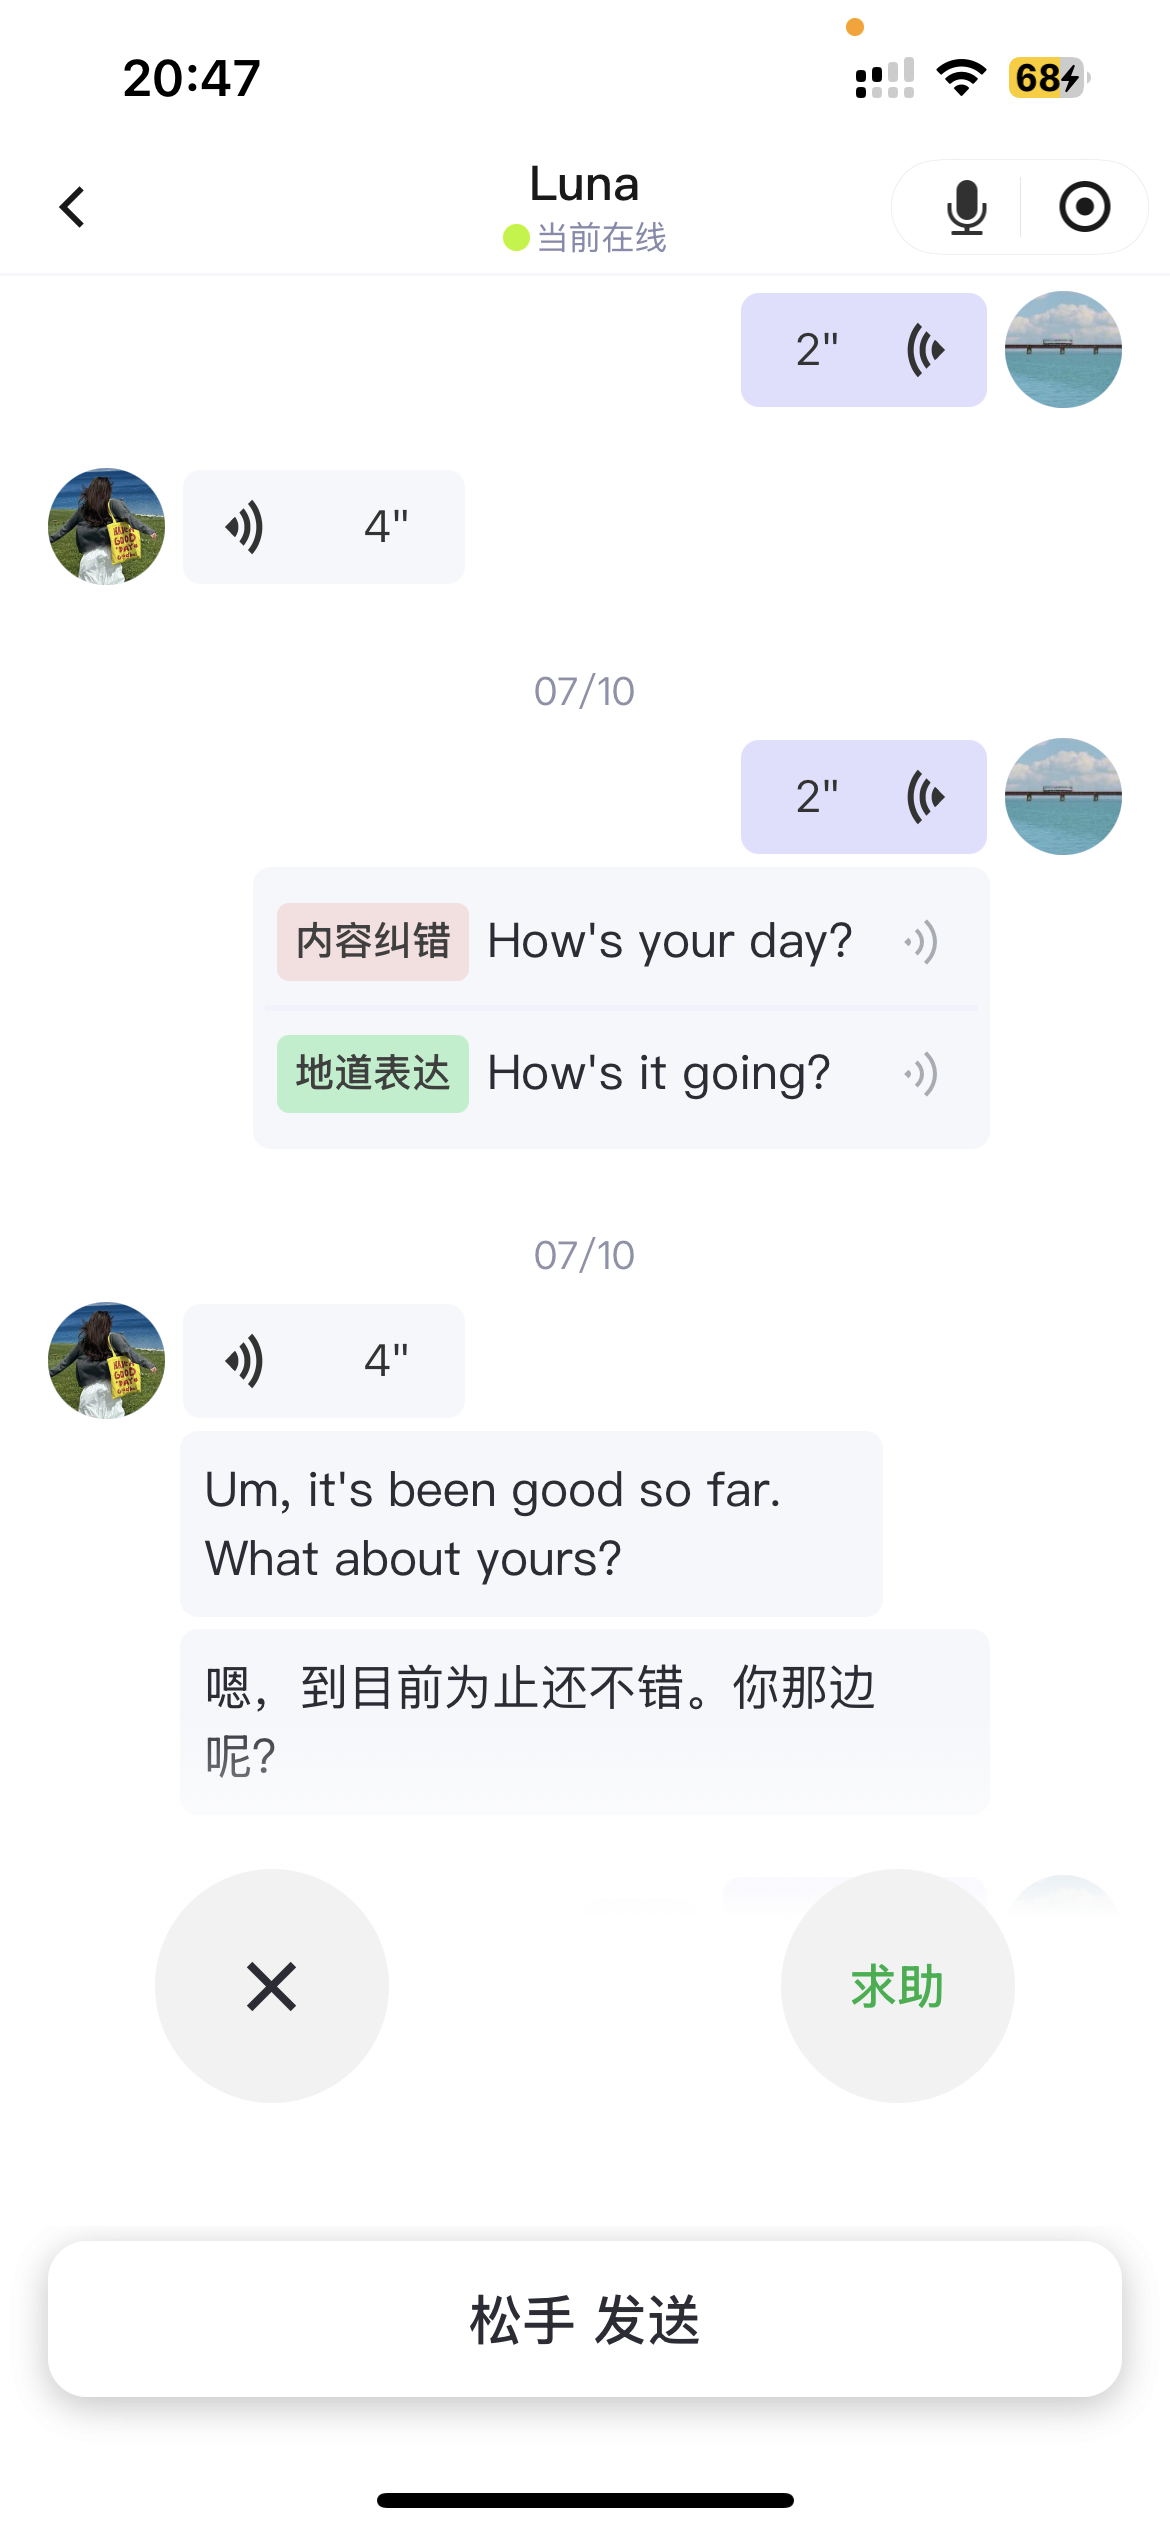 20:47
68
Luna
当前在线
2"
4"
07/10
2"
内容纠错 How's your day?
地道表达 How's it going?
07/10
4"
Um, it's been good so far.
What about yours?
嗯，到目前为止还不错。你那边
呢?
求助
松手 发送